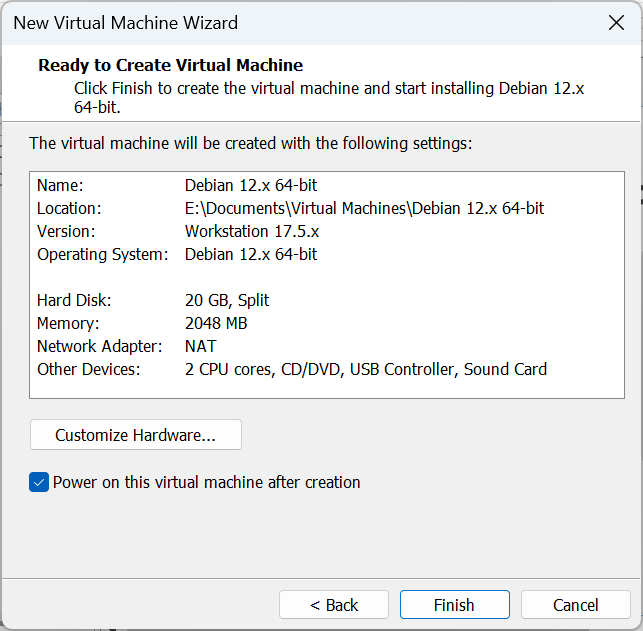 New Virtual Machine Wizard
Ready to Create Virtual Machine
Click Finish to create the virtual machine and start installing Debian 12.x
64-bit.
The virtual machine will be created with the following settings:
Name: Debian 12.x 64-bit
Location: E:\Documents\Virtual Machines\Debian 12.x 64-bit
Version: Workstation 17.5.x
Operating System: Debian 12.x 64-bit
Hard Disk: 20 GB, Split
Memory: 2048 MB
Network Adapter: NAT
Other Devices: 2 CPU cores, CD/DVD, USB Controller, Sound Card
Customize Hardware...
Power on this virtual machine after creation
< Back Finish Cancel